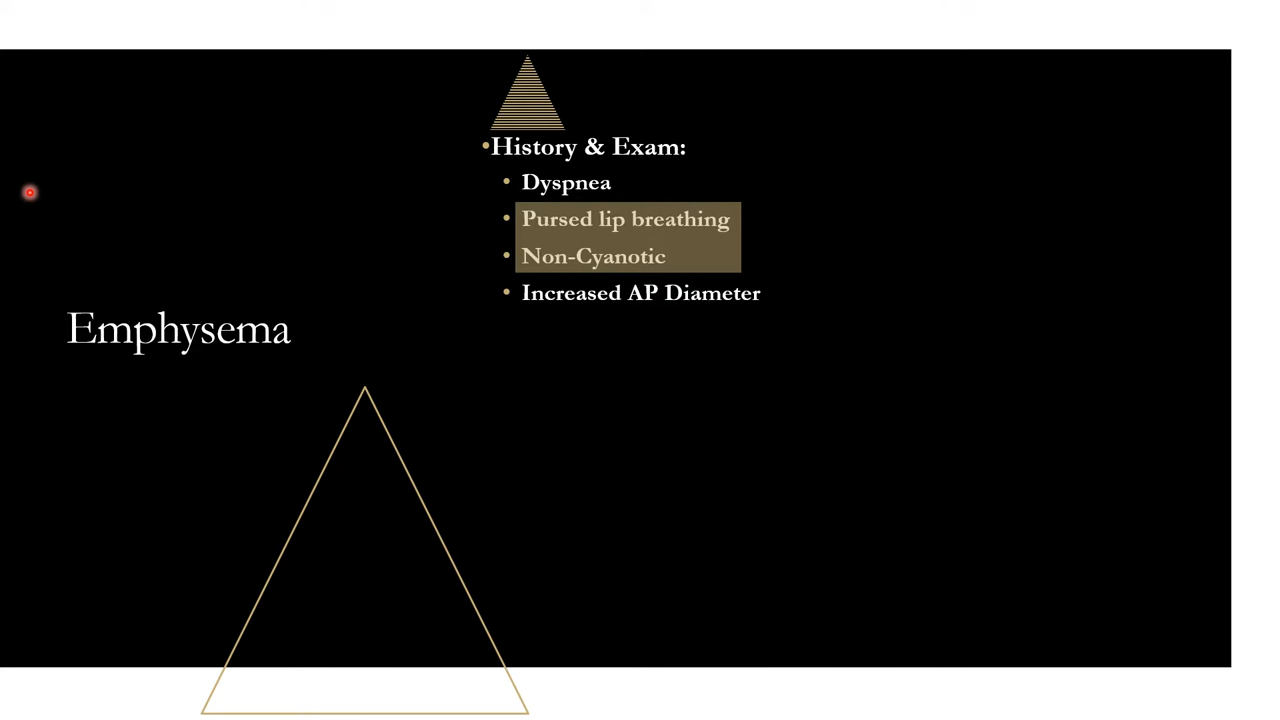 •History & Exam:
• Dyspnea
• Pursed lip breathing
• Non-Cyanotic
• Increased AP Diameter
Emphysema